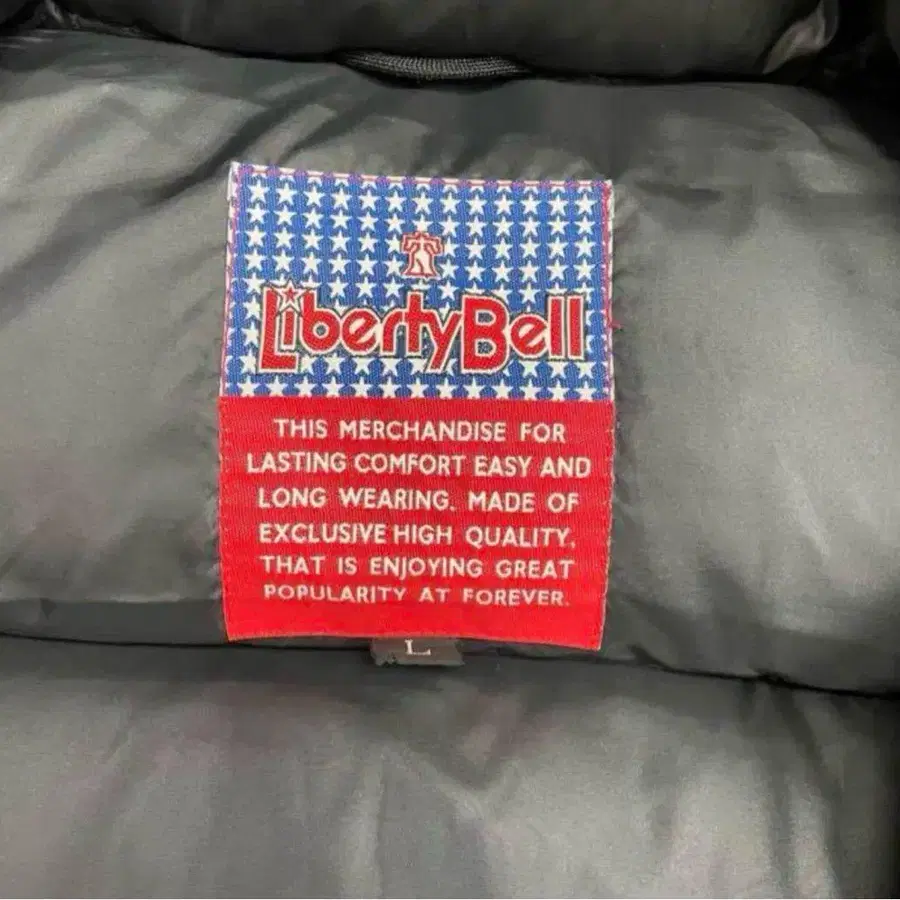 LibertyBell
THIS MERCHANDISE FOR
LASTING COMFORT EASY AND
LONG WEARING. MADE OF
EXCLUSIVE HIGH QUALITY.
THAT IS ENJOYING GREAT
POPULARITY AT FOREVER.
L